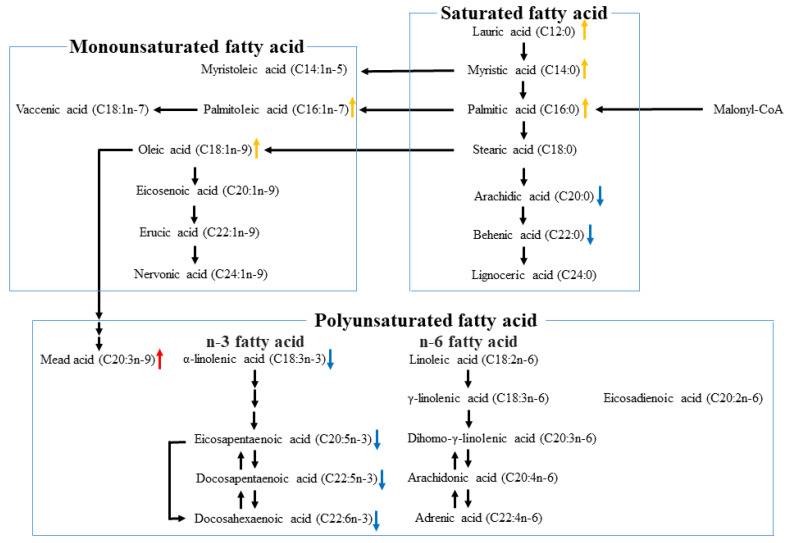 Saturated fatty acid
Lauric acid (C12:0)
Monounsaturated fatty acid
Myristoleic acid (C14:1n-5)
Myristic acid (C14:0)
Vaccenic acid (C18:1n-7)
Palmitoleic acid (C16:1n-7)
Palmitic acid (C16:0)
Malonyl-CoA
Oleic acid (C18:1n-9)
Stearic acid (C18:0)
Eicosenoic acid (C20:1n-9)
Arachidic acid (C20:0)
Erucic acid (C22:1n-9)
Behenic acid (C22:0)
Nervonic acid (C24:1n-9)
Lignoceric acid (C24:0)
Polyunsaturated fatty acid
n-3 fatty acid
n-6 fatty acid
Mead acid (C20:3n-9)
α-linolenic acid (C18:3n-3)
Linoleic acid (C18:2n-6)
γ-linolenic acid (C18:3n-6)
Eicosadienoic acid (C20:2n-6)
Eicosapentaenoic acid (C20:5n-3)
Dihomo-γ-linolenic acid (C20:3n-6)
Docosapentaenoic acid (C22:5n-3)
Arachidonic acid (C20:4n-6)
Docosahexaenoic acid (C22:6n-3)
Adrenic acid (C22:4n-6)